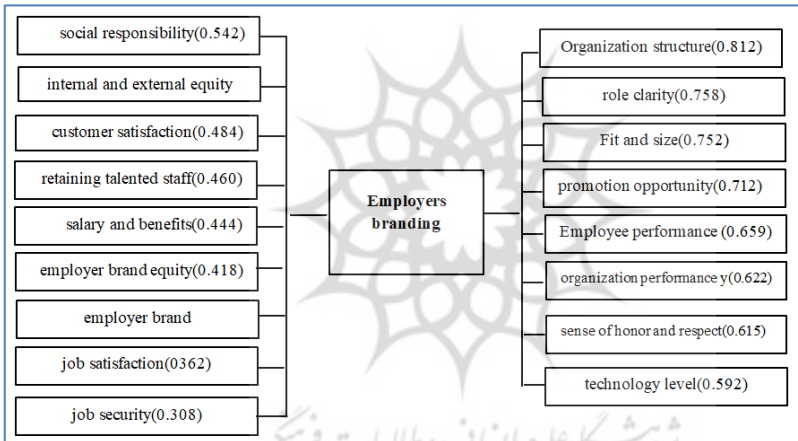 social responsibility(0.542)
internal and external equity
customer satisfaction(0.484)
retaining talented staff(0.460)
salary and benefits(0.444)
employer brand equity(0.418)
employer brand
job satisfaction(0362)
job security(0.308)
Employers
branding
Organization structure(0.812)
role clarity(0.758)
Fit and size(0.752)
promotion opportunity(0.712)
Employee performance (0.659)
organization performance y(0.622)
sense of honor and respect(0.615)
technology level(0.592)